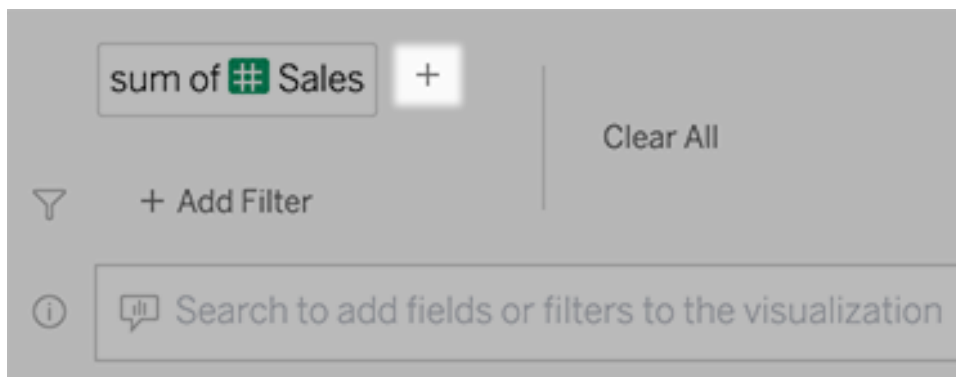 sum of # Sales +
Clear All
+ Add Filter
Search to add fields or filters to the visualization